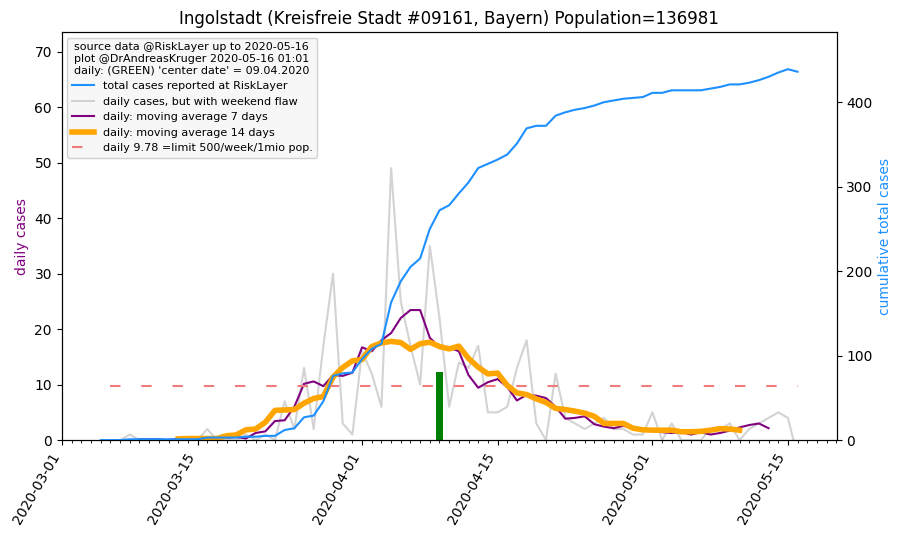 Ingolstadt (Kreisfreie Stadt #09161, Bayern) Population=136981
source data @RiskLayer up to 2020-05-16
plot @DrAndreasKruger 2020-05-16 01:01
daily: (GREEN) 'center date' = 09.04.2020
total cases reported at RiskLayer
daily cases, but with weekend flaw
daily: moving average 7 days
daily: moving average 14 days
daily 9.78 =limit 500/week/1mio pop.
daily cases
70
60
50
40
30
20
10
0
cumulative total cases
400
300
200
100
0
2020-03-01
2020-03-15
2020-04-01
2020-04-15
2020-05-01
2020-05-15